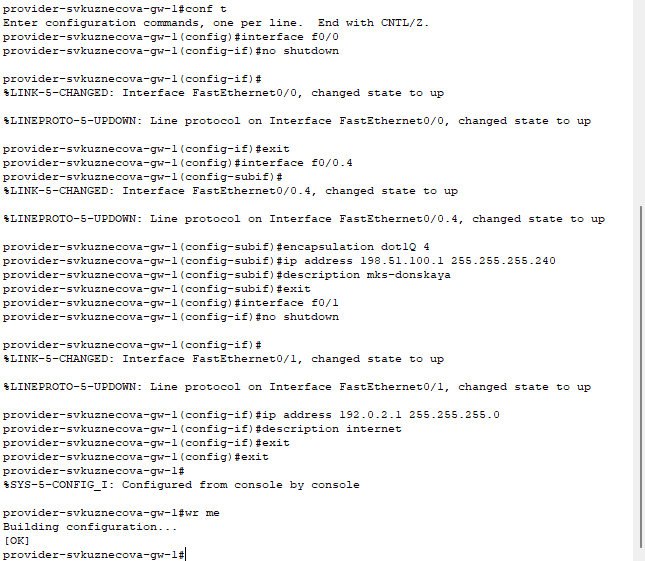 provider-svkuznecova-gw-1#conf t
Enter configuration commands, one per line.  End with CNTL/Z.
provider-svkuznecova-gw-1(config)#interface f0/0
provider-svkuznecova-gw-1(config-if)#no shutdown
provider-svkuznecova-gw-1(config-if)#
%LINK-5-CHANGED: Interface FastEthernet0/0, changed state to up
%LINEPROTO-5-UPDOWN: Line protocol on Interface FastEthernet0/0, changed state to up
provider-svkuznecova-gw-1(config-if)#exit
provider-svkuznecova-gw-1(config)#interface f0/0.4
provider-svkuznecova-gw-1(config-subif)#
%LINK-5-CHANGED: Interface FastEthernet0/0.4, changed state to up
%LINEPROTO-5-UPDOWN: Line protocol on Interface FastEthernet0/0.4, changed state to up
provider-svkuznecova-gw-1(config-subif)#encapsulation dot1Q 4
provider-svkuznecova-gw-1(config-subif)#ip address 198.51.100.1 255.255.255.240
provider-svkuznecova-gw-1(config-subif)#description mks-donskaya
provider-svkuznecova-gw-1(config-subif)#exit
provider-svkuznecova-gw-1(config)#interface f0/1
provider-svkuznecova-gw-1(config-if)#no shutdown
provider-svkuznecova-gw-1(config-if)#
%LINK-5-CHANGED: Interface FastEthernet0/1, changed state to up
%LINEPROTO-5-UPDOWN: Line protocol on Interface FastEthernet0/1, changed state to up
provider-svkuznecova-gw-1(config-if)#ip address 192.0.2.1 255.255.255.0
provider-svkuznecova-gw-1(config-if)#description internet
provider-svkuznecova-gw-1(config-if)#exit
provider-svkuznecova-gw-1(config)#exit
provider-svkuznecova-gw-1#
%SYS-5-CONFIG_I: Configured from console by console
provider-svkuznecova-gw-1#wr me
Building configuration...
[OK]
provider-svkuznecova-gw-1#